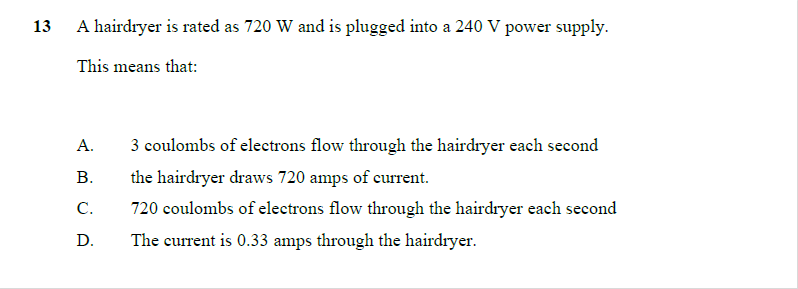 13 A hairdryer is rated as 720 W and is plugged into a 240 V power supply.
This means that:
A. 3 coulombs of electrons flow through the hairdryer each second
B. the hairdryer draws 720 amps of current.
C. 720 coulombs of electrons flow through the hairdryer each second
D. The current is 0.33 amps through the hairdryer.